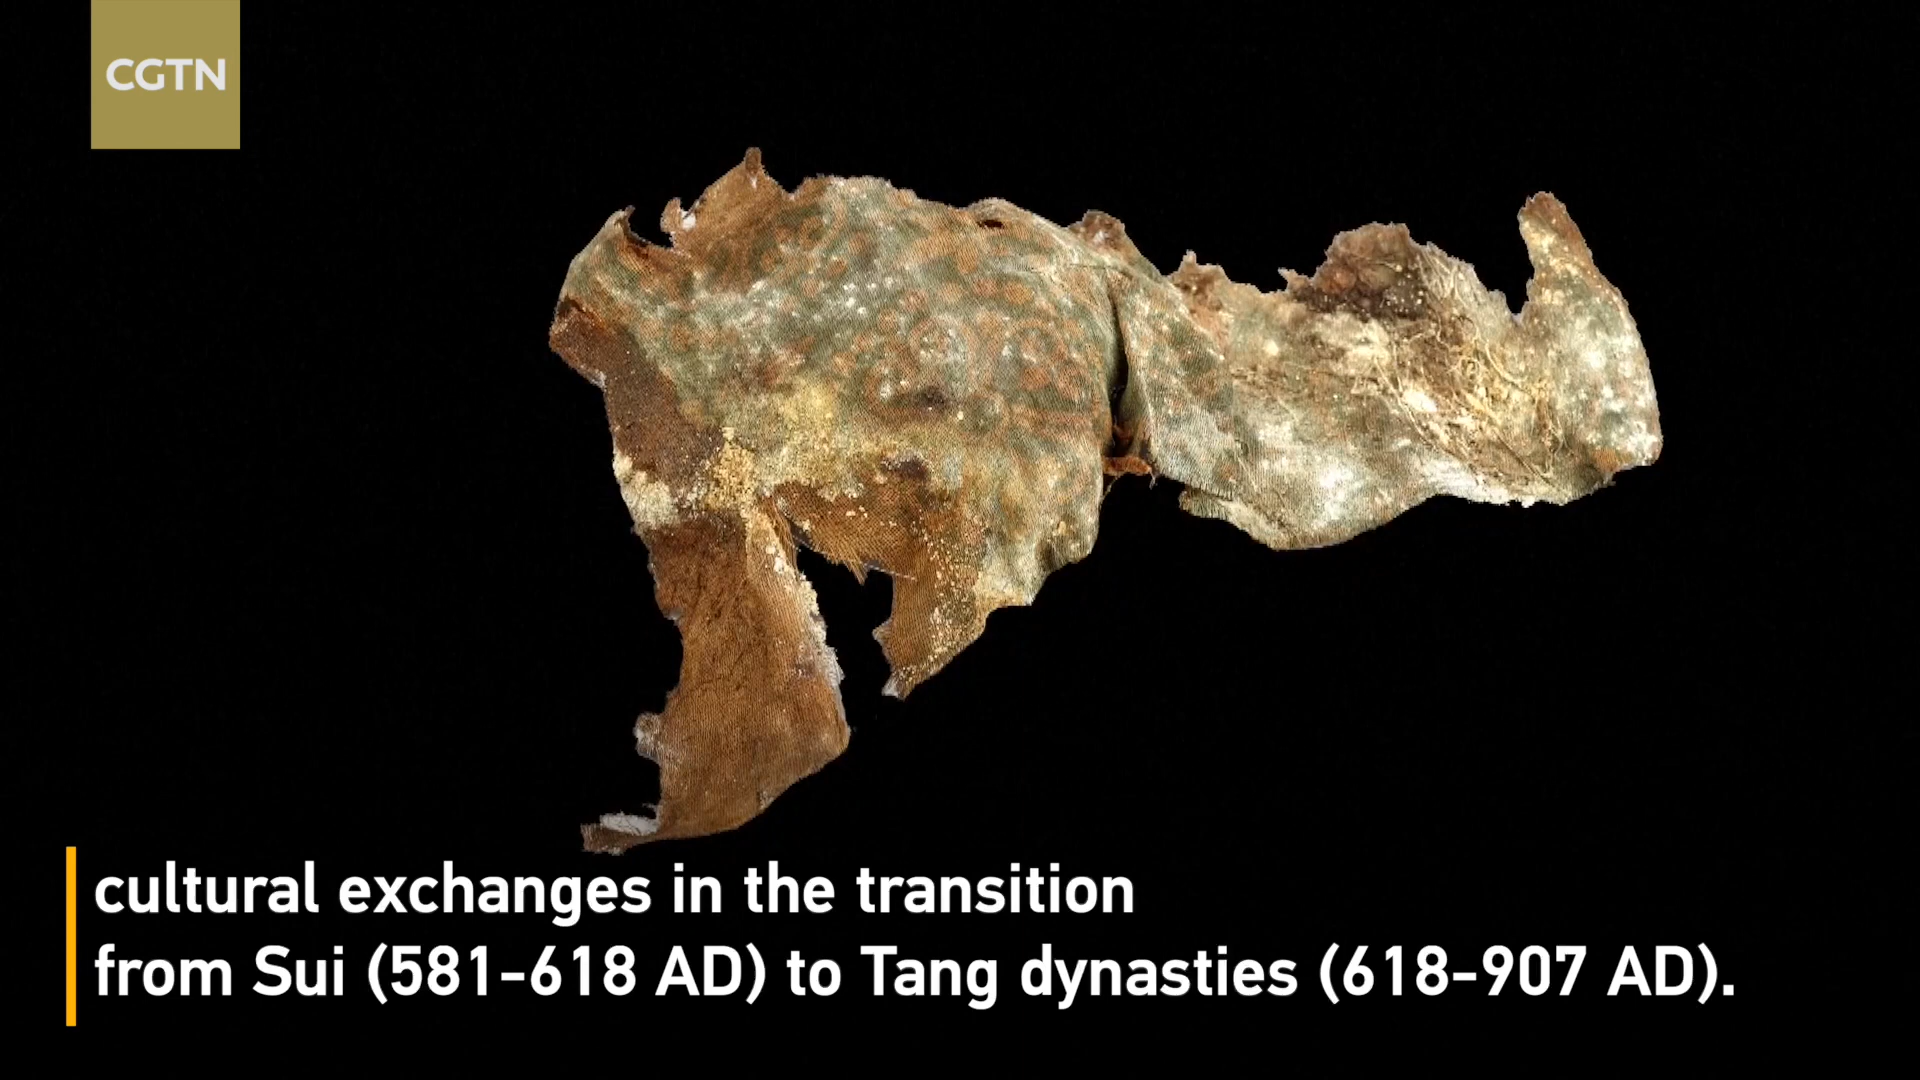 CGTN
cultural exchanges in the transition
from Sui (581-618 AD) to Tang dynasties (618-907 AD).